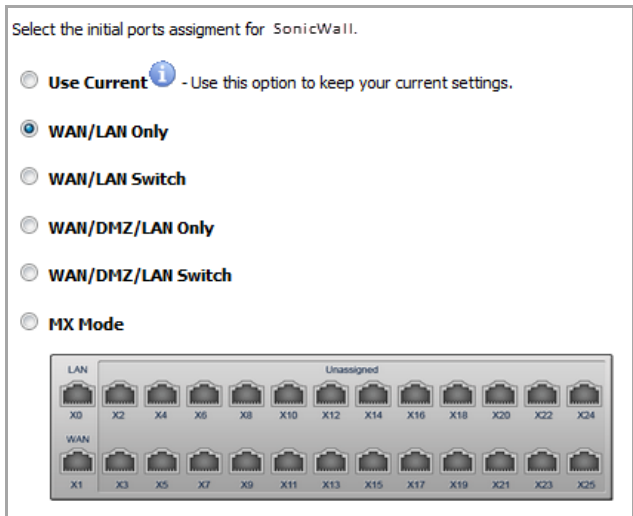 Select the initial ports assigment for SonicWall.
Use Current i - Use this option to keep your current settings.
WAN/LAN Only
WAN/LAN Switch
WAN/DMZ/LAN Only
WAN/DMZ/LAN Switch
MX Mode
LAN Unassigned
X0 X2 X4 X6 X8 X10 X12 X14 X16 X18 X20 X22 X24
WAN
X1 X3 X5 X7 X9 X11 X13 X15 X17 X19 X21 X23 X25